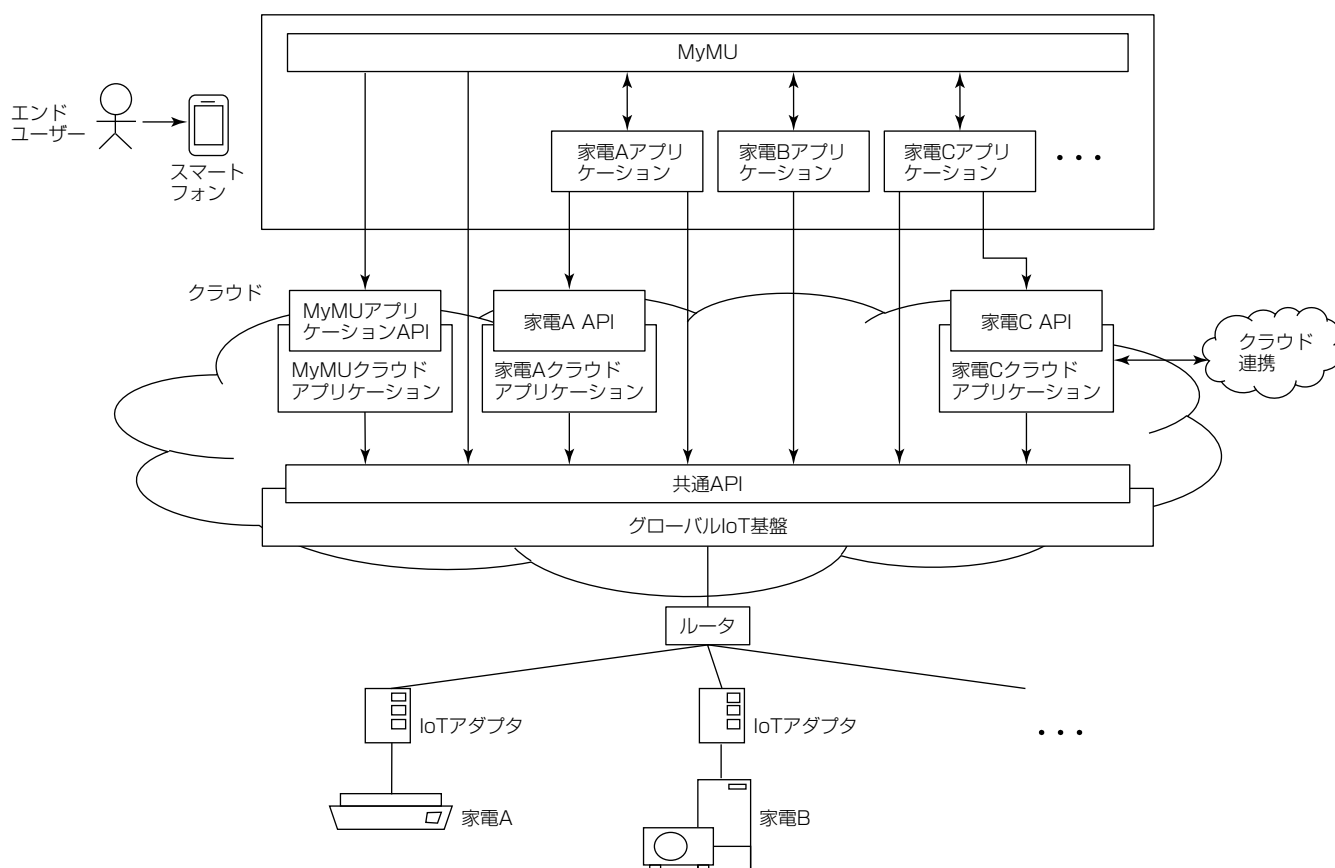 MyMU
エンド
ユーザー
スマート
フォン
家電Aアプリ
ケーション
家電Bアプリ
ケーション
家電Cアプリ
ケーション
・・・
クラウド
MyMUアプリ
ケーションAPI
家電A API
家電C API
クラウド
連携
MyMUクラウド
アプリケーション
家電Aクラウド
アプリケーション
家電Cクラウド
アプリケーション
共通API
グローバルIoT基盤
ルータ
IoTアダプタ
IoTアダプタ
・・・
家電A
家電B